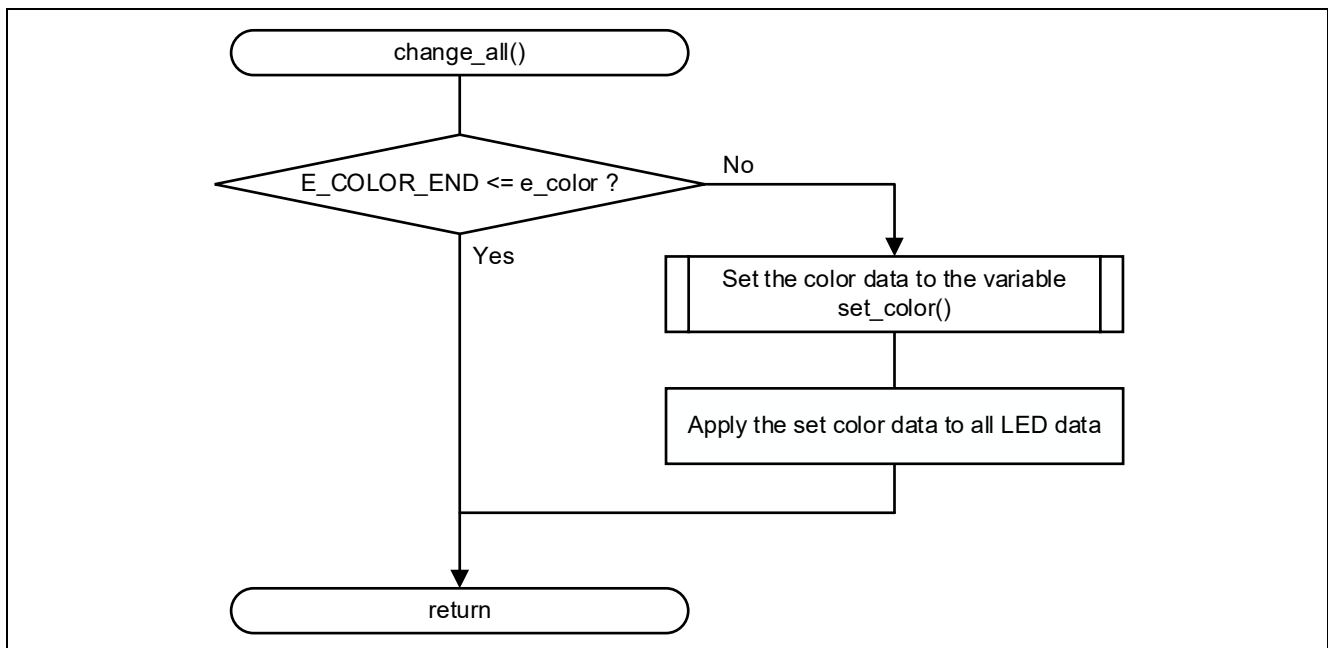 change_all()
E_COLOR_END <= e_color ?
No
Yes
Set the color data to the variable
set_color()
Apply the set color data to all LED data
return